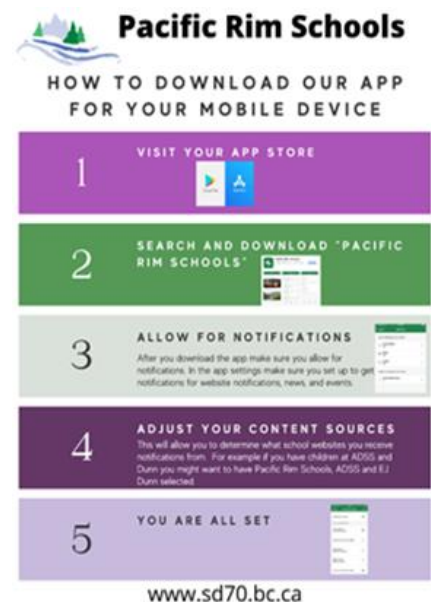 Pacific Rim Schools
HOW TO DOWNLOAD OUR APP
FOR YOUR MOBILE DEVICE
1
VISIT YOUR APP STORE
2
SEARCH AND DOWNLOAD "PACIFIC
RIM SCHOOLS"
3
ALLOW FOR NOTIFICATIONS
After you download the app make sure you allow for
notifications. In the app settings make sure you set up to get
notifications for website notifications, news, and events.
4
ADJUST YOUR CONTENT SOURCES
This will allow you to determine what school websites you receive
notifications from. For example if you have children at ADSS and
Dunn you might want to have Pacific Rim Schools, ADSS and EJ
Dunn selected.
5
YOU ARE ALL SET
www.sd70.bc.ca